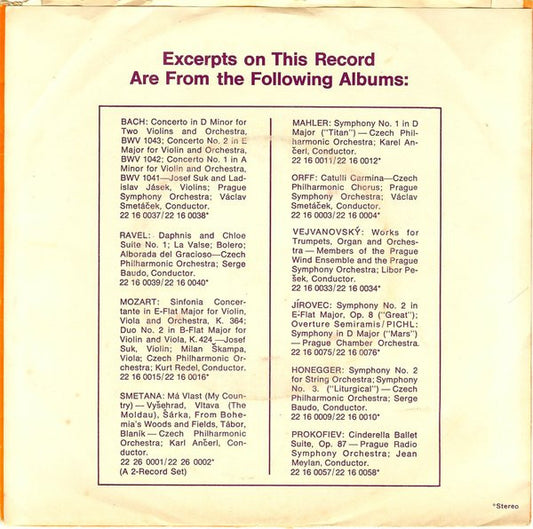 Excerpts on This Record
Are From the Following Albums:
BACH: Concerto in D Minor for
Two Violins and Orchestra,
BWV 1043; Concerto No. 2 in E
Major for Violin and Orchestra,
BWV 1042; Concerto No. 1 in A
Minor for Violin and Orchestra,
BWV 1041—Josef Suk and Lad-
islav Jásek, Violins; Prague
Symphony Orchestra; Václav
Smetáček, Conductor.
22 16 0037/22 16 0038*
RAVEL: Daphnis and Chloe
Suite No. 1; La Valse; Bolero;
Alborada del Gracioso—Czech
Philharmonic Orchestra; Serge
Baudo, Conductor.
22 16 0039/22 16 0040*
MOZART: Sinfonia Concer-
tante in E-Flat Major for Violin,
Viola and Orchestra, K. 364;
Duo No. 2 in B-Flat Major for
Violin and Viola, K. 424—Josef
Suk, Violin; Milan Škampa,
Viola; Czech Philharmonic Or-
chestra; Kurt Redel, Conductor.
22 16 0015/22 16 0016*
SMETANA: Má Vlast (My Coun-
try)—Vyšehrad, Vltava (The
Moldau), Šárka, From Bohe-
mia's Woods and Fields, Tábor,
Blaník—Czech Philharmonic
Orchestra; Karl Ančerl, Con-
ductor.
22 26 0001/22 26 0002*
(A 2-Record Set)
MAHLER: Symphony No. 1 in D
Major ("Titan")—Czech Phil-
harmonic Orchestra; Karel An-
čerl, Conductor.
22 16 0011/22 16 0012*
ORFF: Catulli Carmina—Czech
Philharmonic Chorus; Prague
Symphony Orchestra; Václav
Smetáček, Conductor.
22 16 0003/22 16 0004*
VEJVANOVSKÝ: Works for
Trumpets, Organ and Orches-
tra—Members of the Prague
Wind Ensemble and the Prague
Symphony Orchestra; Libor Pe-
šek, Conductor.
22 16 0033/22 16 0034*
JÍROVEC: Symphony No. 2 in
E-Flat Major, Op. 8 ("Great");
Overture Semiramis/PICHL:
Symphony in D Major ("Mars")
—Prague Chamber Orchestra.
22 16 0075/22 16 0076*
HONEGGER: Symphony No. 2
for String Orchestra; Symphony
No. 3. ("Liturgical")—Czech
Philharmonic Orchestra; Serge
Baudo, Conductor.
22 16 0009/22 16 0010*
PROKOFIEV: Cinderella Ballet
Suite, Op. 87—Prague Radio
Symphony Orchestra; Jean
Meylan, Conductor.
22 16 0057/22 16 0058*
*Stereo